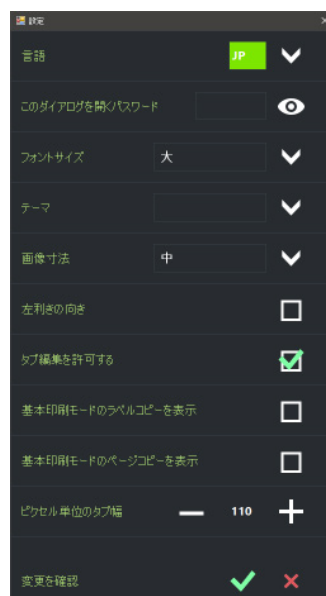 設定
言語 JP
このダイアログを開くパスワード
フォントサイズ 大
テーマ
画像寸法 中
左利きの向き
タブ編集を許可する
基本印刷モードのラベルコピーを表示
基本印刷モードのページコピーを表示
ピクセル単位のタブ幅 110
変更を確認